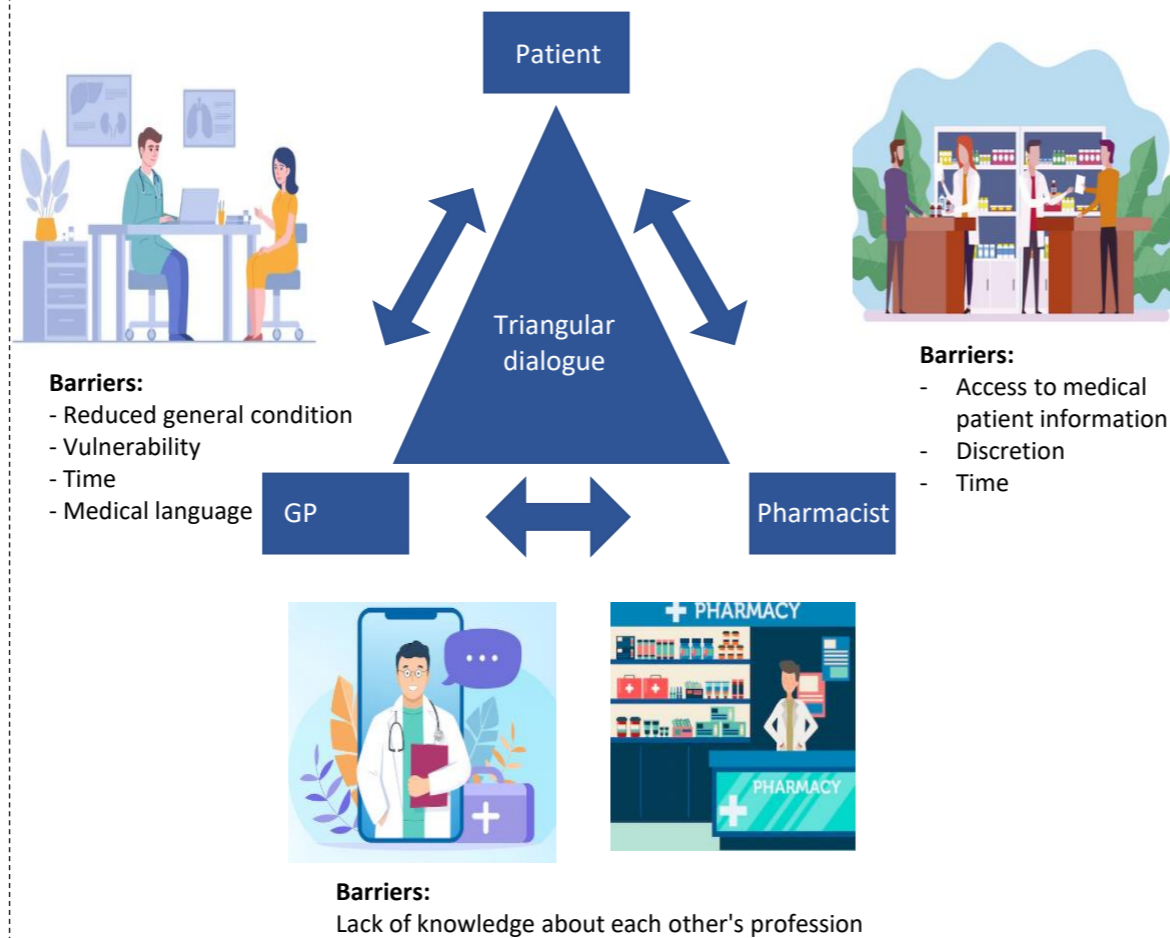 Patient
Triangular
dialogue
Barriers:
- Reduced general condition
- Vulnerability
- Time
- Medical language
Barriers:
- Access to medical
patient information
- Discretion
- Time
GP
Pharmacist
PHARMACY
PHARMACY
Barriers:
Lack of knowledge about each other's profession